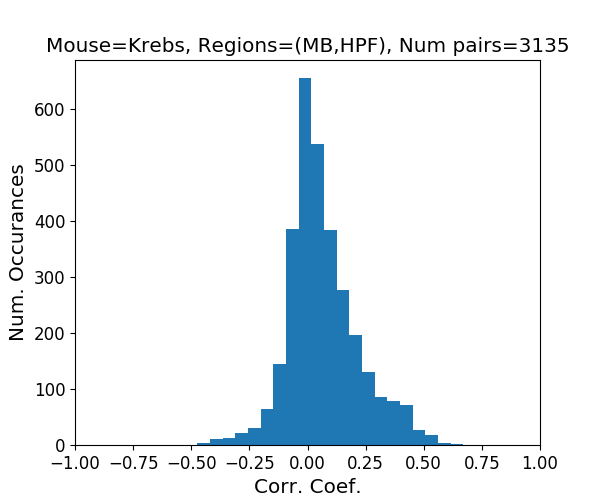 Mouse=Krebs, Regions=(MB,HPF), Num pairs=3135
600
500
400
300
200
100
0
Num. Occurances
−1.00 −0.75 −0.50 −0.25 0.00 0.25 0.50 0.75 1.00
Corr. Coef.